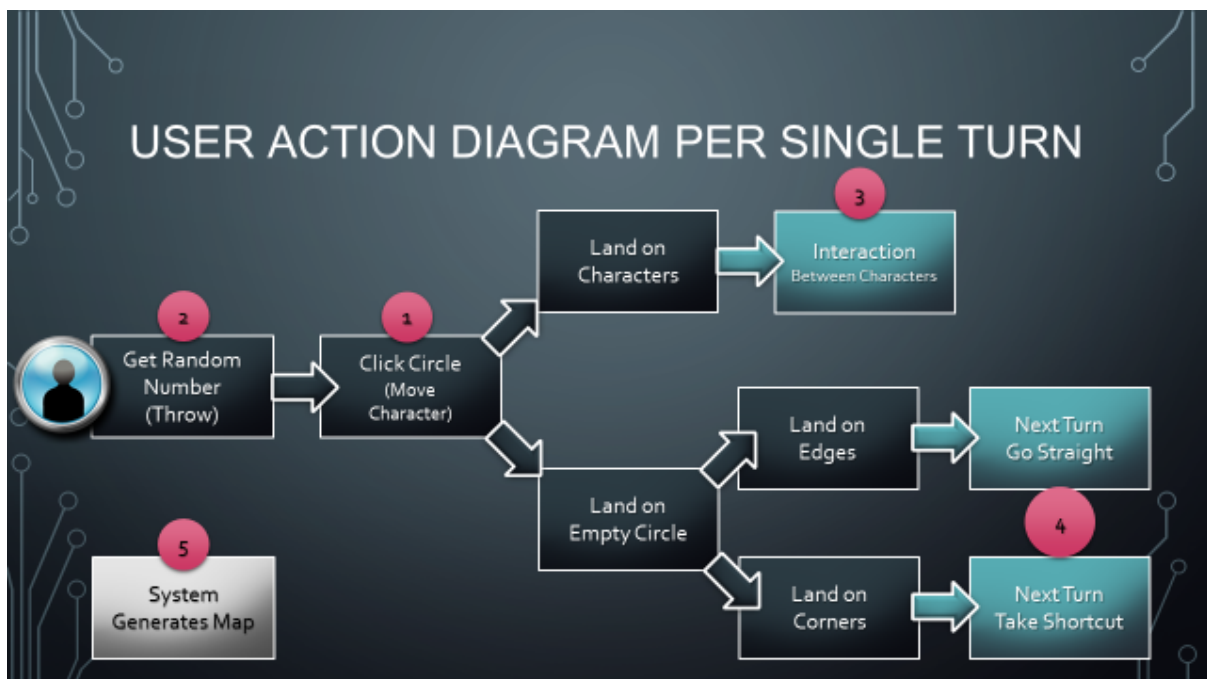 USER ACTION DIAGRAM PER SINGLE TURN
3
Land on
Characters
Interaction
Between Characters
2
1
Get Random
Number
(Throw)
Click Circle
(Move
Character)
Land on
Edges
Next Turn
Go Straight
Land on
Empty Circle
4
5
System
Generates Map
Land on
Corners
Next Turn
Take Shortcut